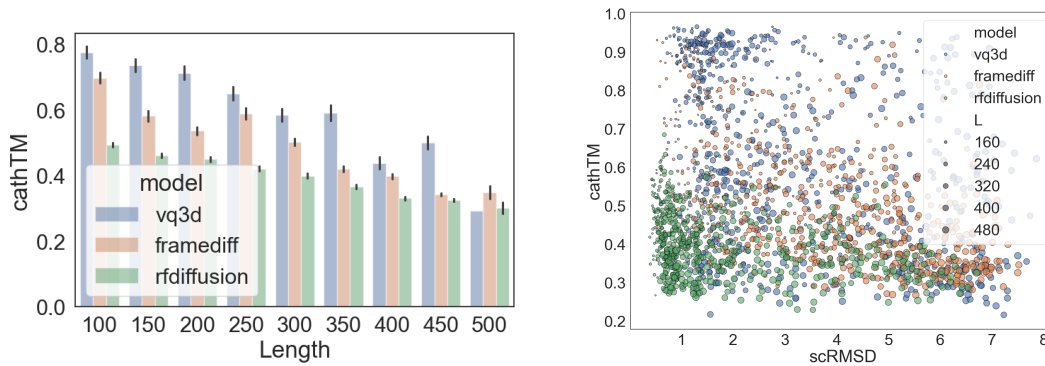 cathTM
0.8
0.6
0.4
0.2
0.0
model
vq3d
framediff
rfdiffusion
100 150 200 250 300 350 400 450 500
Length
cathTM
1.0
0.9
0.8
0.7
0.6
0.5
0.4
0.3
0.2
model
vq3d
framediff
rfdiffusion
L
160
240
320
400
480
1 2 3 4 5 6 7 8
scRMSD